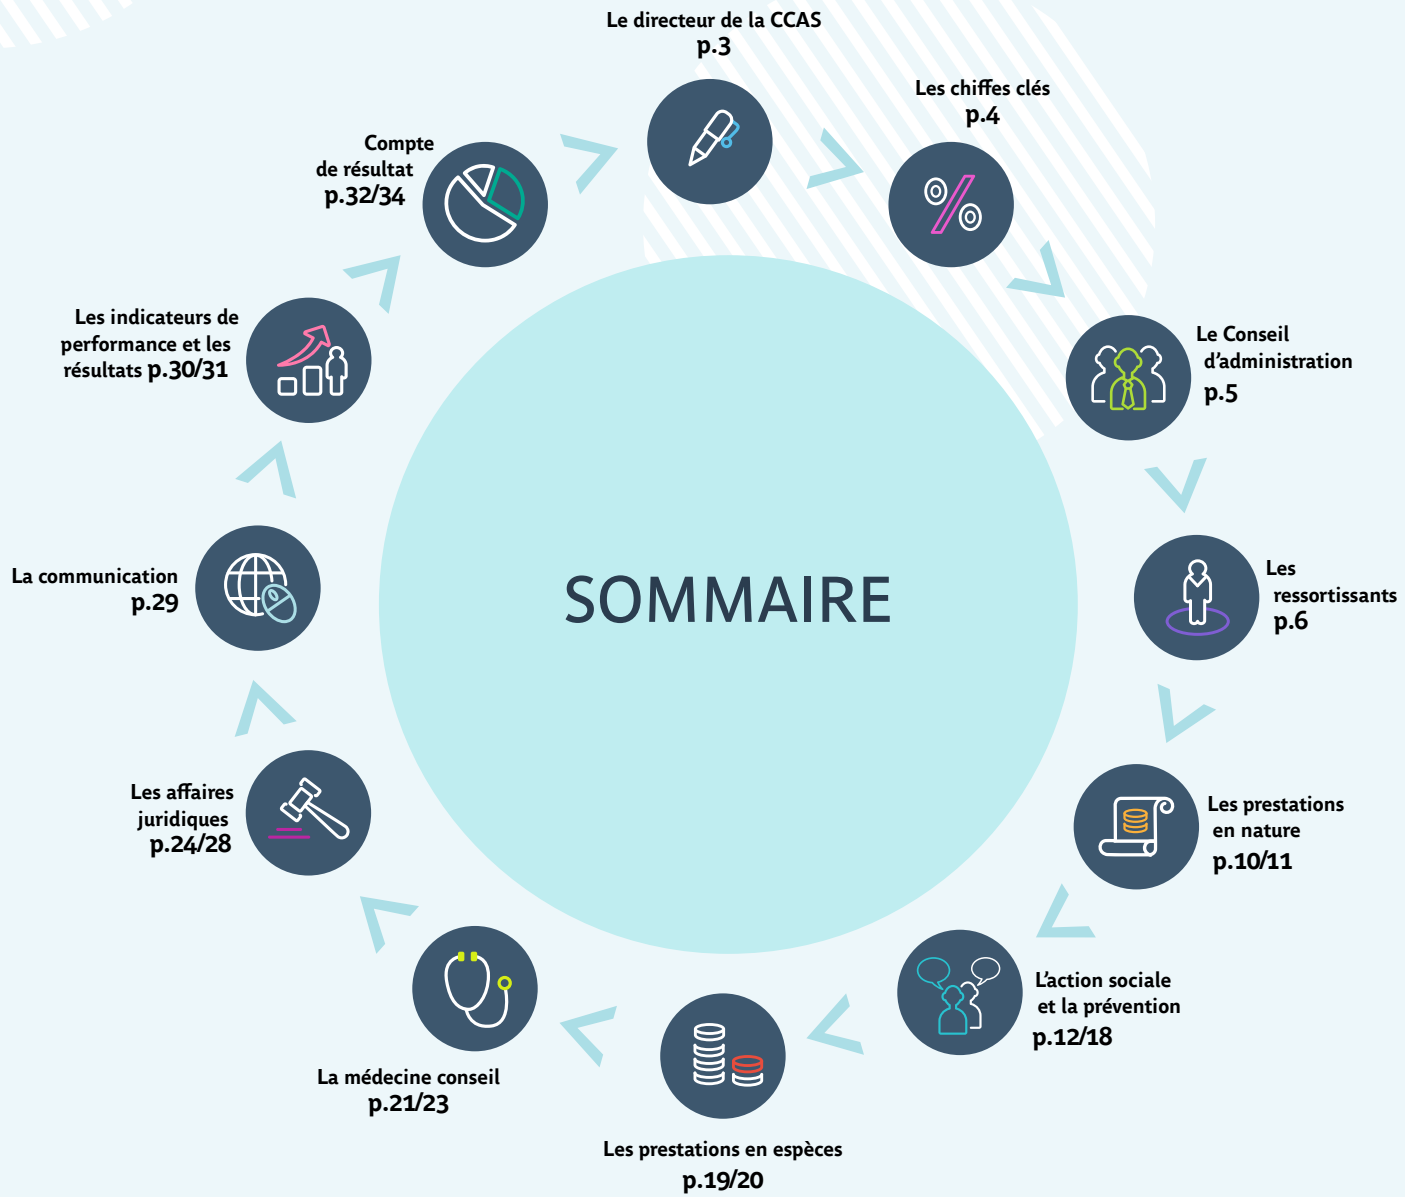 Le directeur de la CCAS
p.3
Les chiffes clés
p.4
Le Conseil
d'administration
p.5
Les
ressortissants
p.6
Les prestations
en nature
p.10/11
L'action sociale
et la prévention
p.12/18
Les prestations en espèces
p.19/20
La médecine conseil
p.21/23
Les affaires
juridiques
p.24/28
La communication
p.29
Les indicateurs de
performance et les
résultats p.30/31
Compte
de résultat
p.32/34
SOMMAIRE